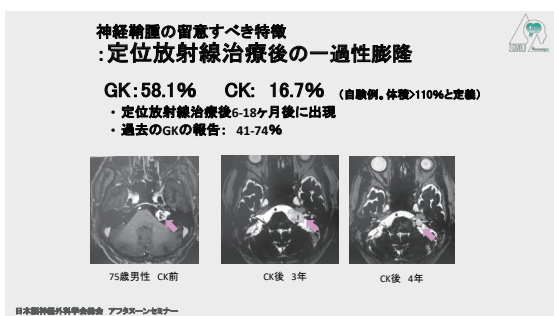 神経鞘腫の留意すべき特徴
：定位放射線治療後の一過性膨隆
GK：58.1％　CK: 16.7％ （自験例。体積>110%と定義）
・定位放射線治療後6-18ヶ月後に出現
・過去のGKの報告： 41-74％
75歳男性 CK前
CK後 3年
CK後 4年
日本脳神経外科学会総会 アフタヌーンセミナー